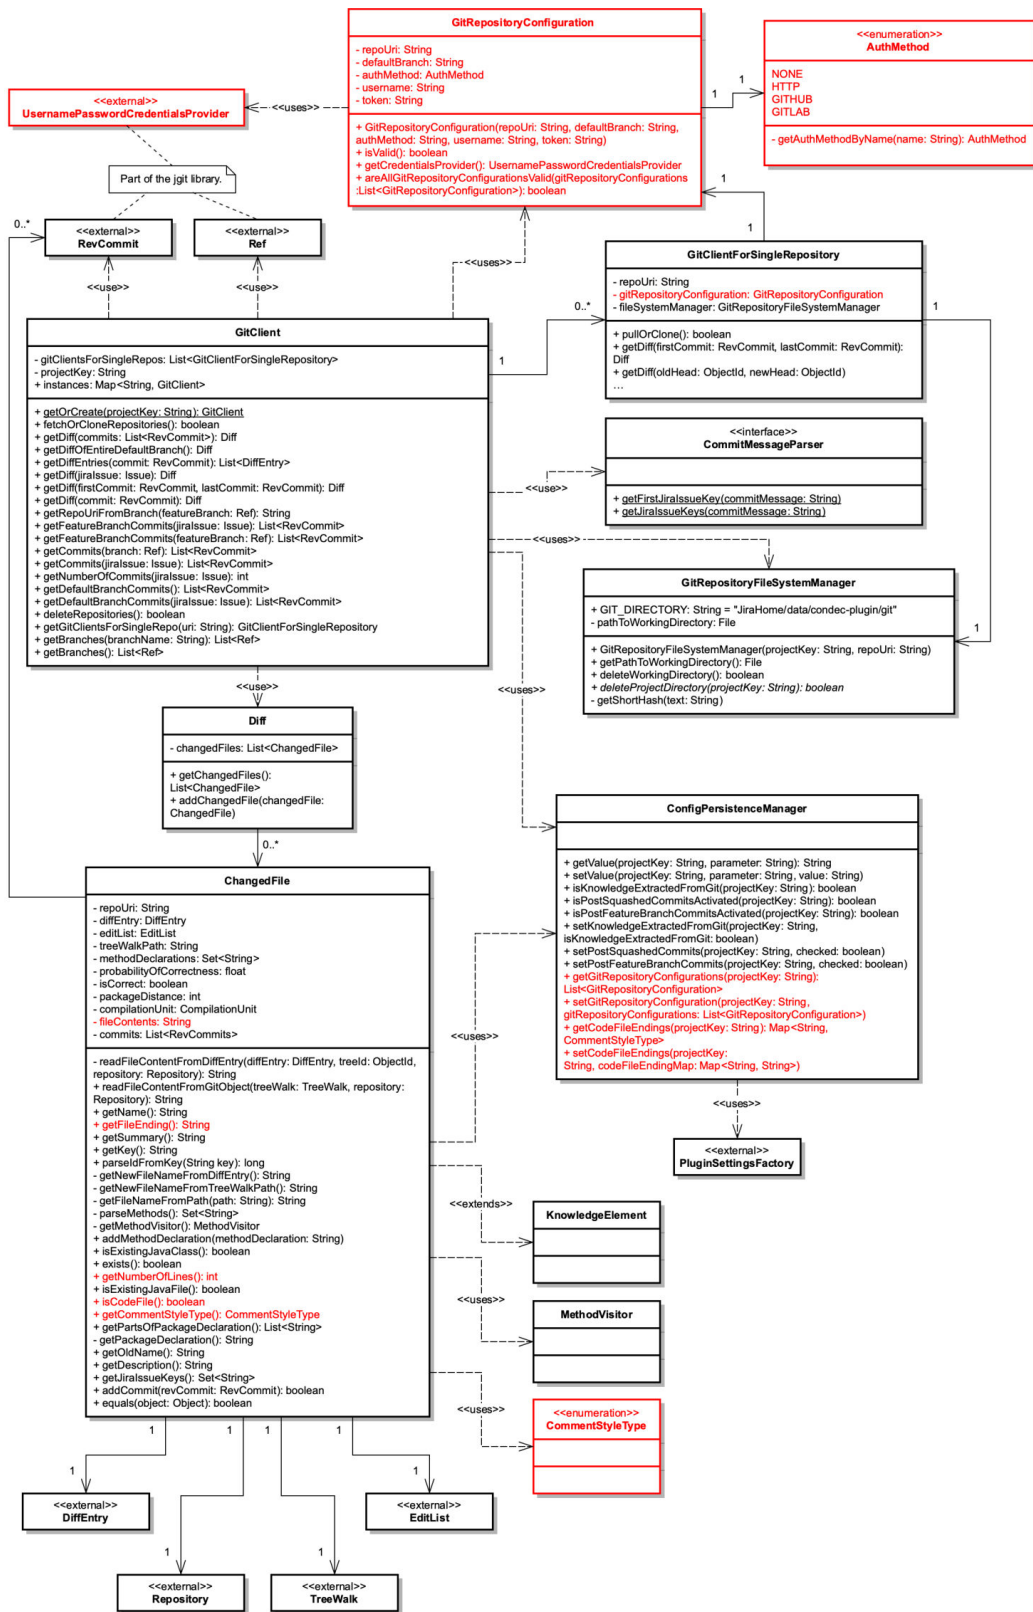 GitRepositoryConfiguration
- repoUri: String
- defaultBranch: String
- authMethod: AuthMethod
- username: String
- token: String
+ GitRepositoryConfiguration(repoUri: String, defaultBranch: String,
authMethod: String, username: String, token: String)
+ isValid(): boolean
+ getCredentialsProvider(): UsernamePasswordCredentialsProvider
+ areAllGitRepositoryConfigurationsValid(gitRepositoryConfigurations
:List<GitRepositoryConfiguration>): boolean
<<enumeration>>
AuthMethod
NONE
HTTP
GITHUB
GITLAB
- getAuthMethodByName(name: String): AuthMethod
1
1
<<uses>>
<<external>>
UsernamePasswordCredentialsProvider
Part of the jgit library.
0..*
<<external>>
RevCommit
<<external>>
Ref
<<use>>
<<use>>
<<uses>>
1
1
GitClientForSingleRepository
- repoUri: String
- gitRepositoryConfiguration: GitRepositoryConfiguration
- fileSystemManager: GitRepositoryFileSystemManager
+ pullOrClone(): boolean
+ getDiff(firstCommit: RevCommit, lastCommit: RevCommit):
Diff
+ getDiff(oldHead: ObjectId, newHead: ObjectId)
...
0..*
1
1
GitClient
- gitClientsForSingleRepos: List<GitClientForSingleRepository>
- projectKey: String
+ instances: Map<String, GitClient>
+ getOrCreate(projectKey: String): GitClient
+ fetchOrCloneRepositories(): boolean
+ getDiff(commits: List<RevCommit>): Diff
+ getDiffOfEntireDefaultBranch(): Diff
+ getDiffEntries(commit: RevCommit): List<DiffEntry>
+ getDiff(jiraIssue: Issue): Diff
+ getDiff(firstCommit: RevCommit, lastCommit: RevCommit): Diff
+ getDiff(commit: RevCommit): Diff
+ getRepoUriFromBranch(featureBranch: Ref): String
+ getFeatureBranchCommits(jiraIssue: Issue): List<RevCommit>
+ getFeatureBranchCommits(featureBranch: Ref): List<RevCommit>
+ getCommits(branch: Ref): List<RevCommit>
+ getCommits(jiraIssue: Issue): List<RevCommit>
+ getNumberOfCommits(jiraIssue: Issue): int
+ getDefaultBranchCommits(): List<RevCommit>
+ getDefaultBranchCommits(jiraIssue: Issue): List<RevCommit>
+ deleteRepositories(): boolean
+ getGitClientsForSingleRepo(uri: String): GitClientForSingleRepository
+ getBranches(branchName: String): List<Ref>
+ getBranches(): List<Ref>
<<interface>>
CommitMessageParser
+ getFirstJiraIssueKey(commitMessage: String)
+ getJiraIssueKeys(commitMessage: String)
<<use>>
<<uses>>
GitRepositoryFileSystemManager
+ GIT_DIRECTORY: String = "JiraHome/data/condec-plugin/git"
- pathToWorkingDirectory: File
+ GitRepositoryFileSystemManager(projectKey: String, repoUri: String)
+ getPathToWorkingDirectory(): File
+ deleteWorkingDirectory(): boolean
+ deleteProjectDirectory(projectKey: String): boolean
- getShortHash(text: String)
1
<<uses>>
<<use>>
Diff
- changedFiles: List<ChangedFile>
+ getChangedFiles():
List<ChangedFile>
+ addChangedFile(changedFile:
ChangedFile)
0..*
ConfigPersistenceManager
+ getValue(projectKey: String, parameter: String): String
+ setValue(projectKey: String, parameter: String, value: String)
+ isKnowledgeExtractedFromGit(projectKey: String): boolean
+ isPostSquashedCommitsActivated(projectKey: String): boolean
+ isPostFeatureBranchCommitsActivated(projectKey: String): boolean
+ setKnowledgeExtractedFromGit(projectKey: String,
isKnowledgeExtractedFromGit: boolean)
+ setPostSquashedCommits(projectKey: String, checked: boolean)
+ setPostFeatureBranchCommits(projectKey: String, checked: boolean)
+ getGitRepositoryConfigurations(projectKey: String):
List<GitRepositoryConfiguration>
+ setGitRepositoryConfiguration(projectKey: String,
gitRepositoryConfigurations: List<GitRepositoryConfiguration>)
+ getCodeFileEndings(projectKey: String): Map<String,
CommentStyleType>
+ setCodeFileEndings(projectKey:
String, codeFileEndingMap: Map<String, String>)
<<uses>>
<<external>>
PluginSettingsFactory
ChangedFile
- repoUri: String
- diffEntry: DiffEntry
- editList: EditList
- treeWalkPath: String
- methodDeclarations: Set<String>
- probabilityOfCorrectness: float
- isCorrect: boolean
- packageDistance: int
- compilationUnit: CompilationUnit
- fileContents: String
- commits: List<RevCommits>
- readFileContentFromDiffEntry(diffEntry: DiffEntry, treeId: ObjectId,
repository: Repository): String
+ readFileContentFromGitObject(treeWalk: TreeWalk, repository:
Repository): String
+ getName(): String
+ getFileEnding(): String
+ getSummary(): String
+ getKey(): String
+ parseIdFromKey(String key): long
- getNewFileNameFromDiffEntry(): String
- getNewFileNameFromTreeWalkPath(): String
- getFileNameFromPath(path: String): String
- parseMethods(): Set<String>
- getMethodVisitor(): MethodVisitor
+ addMethodDeclaration(methodDeclaration: String)
+ isExistingJavaClass(): boolean
+ exists(): boolean
+ getNumberOfLines(): int
+ isExistingJavaFile(): boolean
+ isCodeFile(): boolean
+ getCommentStyleType(): CommentStyleType
+ getPartsOfPackageDeclaration(): List<String>
- getPackageDeclaration(): String
+ getOldName(): String
+ getDescription(): String
+ getJiraIssueKeys(): Set<String>
+ addCommit(revCommit: RevCommit): boolean
+ equals(object: Object): boolean
<<uses>>
<<extends>>
KnowledgeElement
<<uses>>
MethodVisitor
<<uses>>
<<enumeration>>
CommentStyleType
1
1
1
1
1
1
<<external>>
DiffEntry
<<external>>
EditList
1
1
<<external>>
Repository
<<external>>
TreeWalk